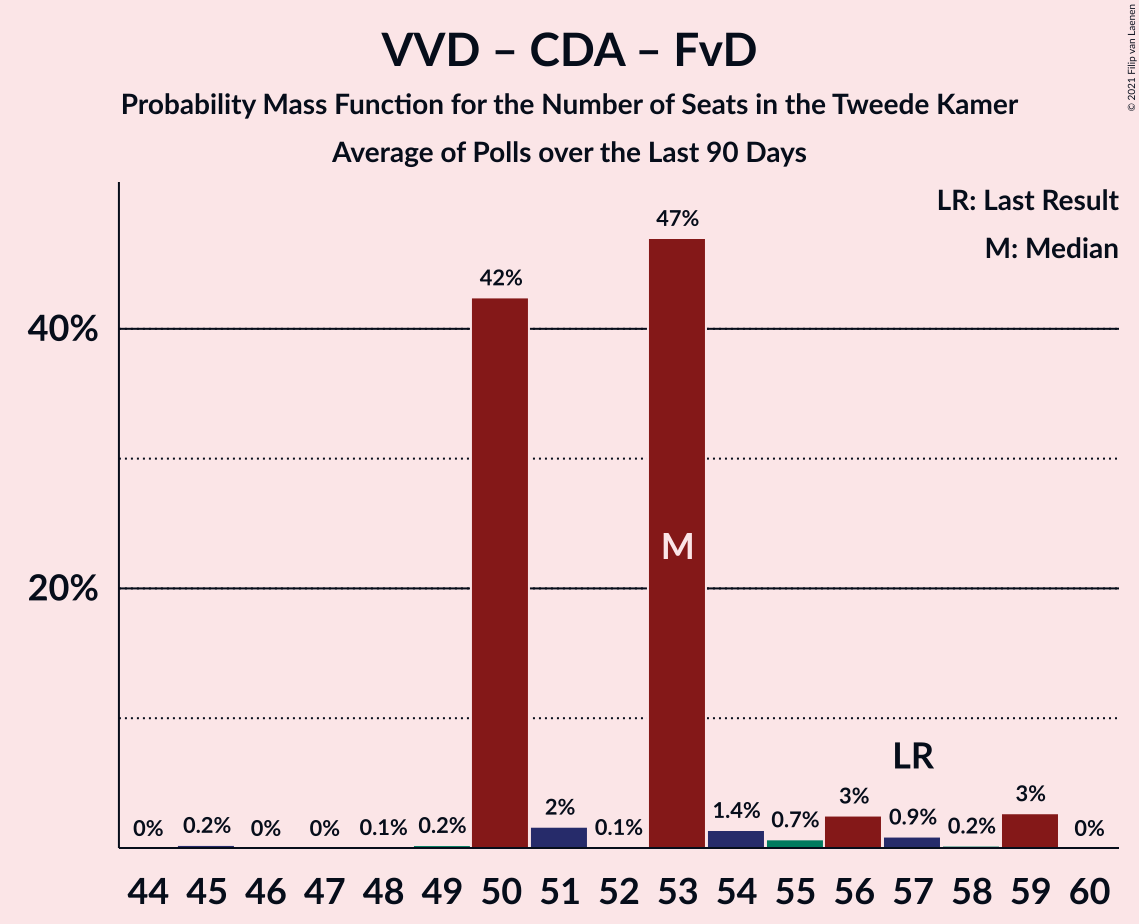 VVD – CDA – FvD
Probability Mass Function for the Number of Seats in the Tweede Kamer
Average of Polls over the Last 90 Days
© 2021 Filip van Laenen
LR: Last Result
M: Median
40%
20%
0% 0.2% 0% 0% 0.1% 0.2% 42% 2% 0.1% 47% 1.4% 0.7% 3% 0.9% 0.2% 3% 0%
M
LR
44 45 46 47 48 49 50 51 52 53 54 55 56 57 58 59 60